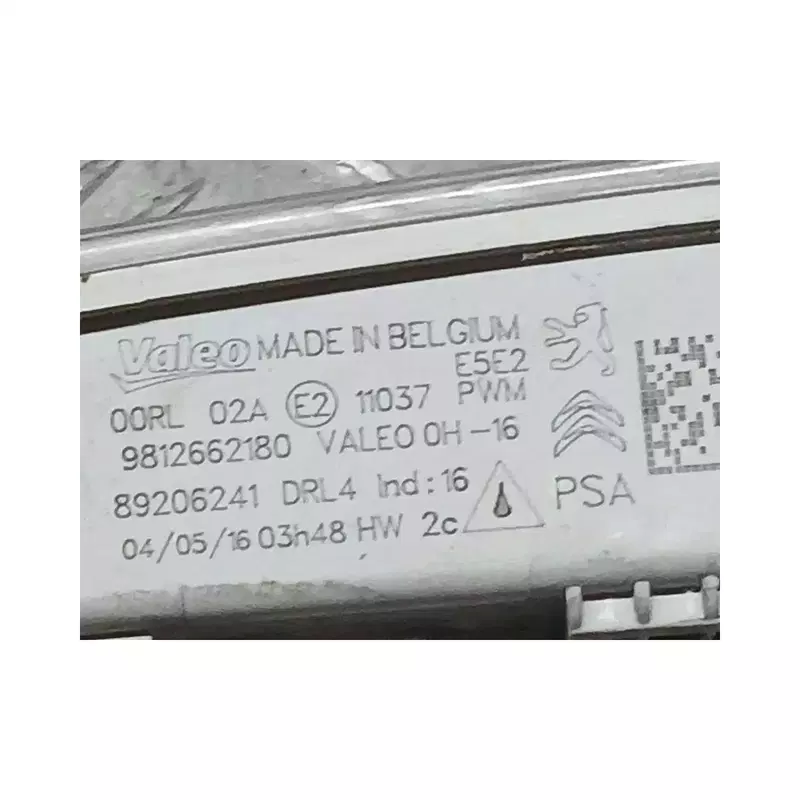 Valeo MADE IN BELGIUM
E5E2
00RL 02A E2 11037 PWM
9812662180 VALEO 0H-16
89206241 DRL4 Ind:16
04/05/16 03h48 HW 2c
PSA